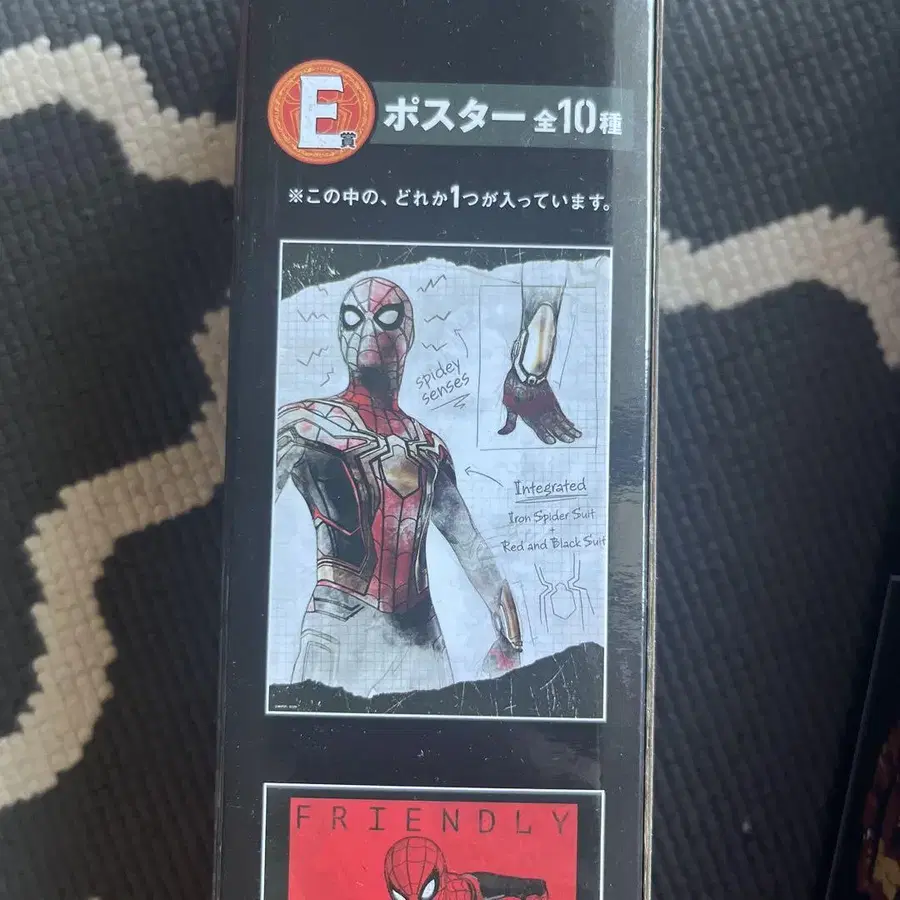 E賞 ポスター 全10種
※この中の、どれか1つが入っています。
spidey
senses
Integrated
Iron Spider Suit
+
Red and Black Suit
FRIENDLY